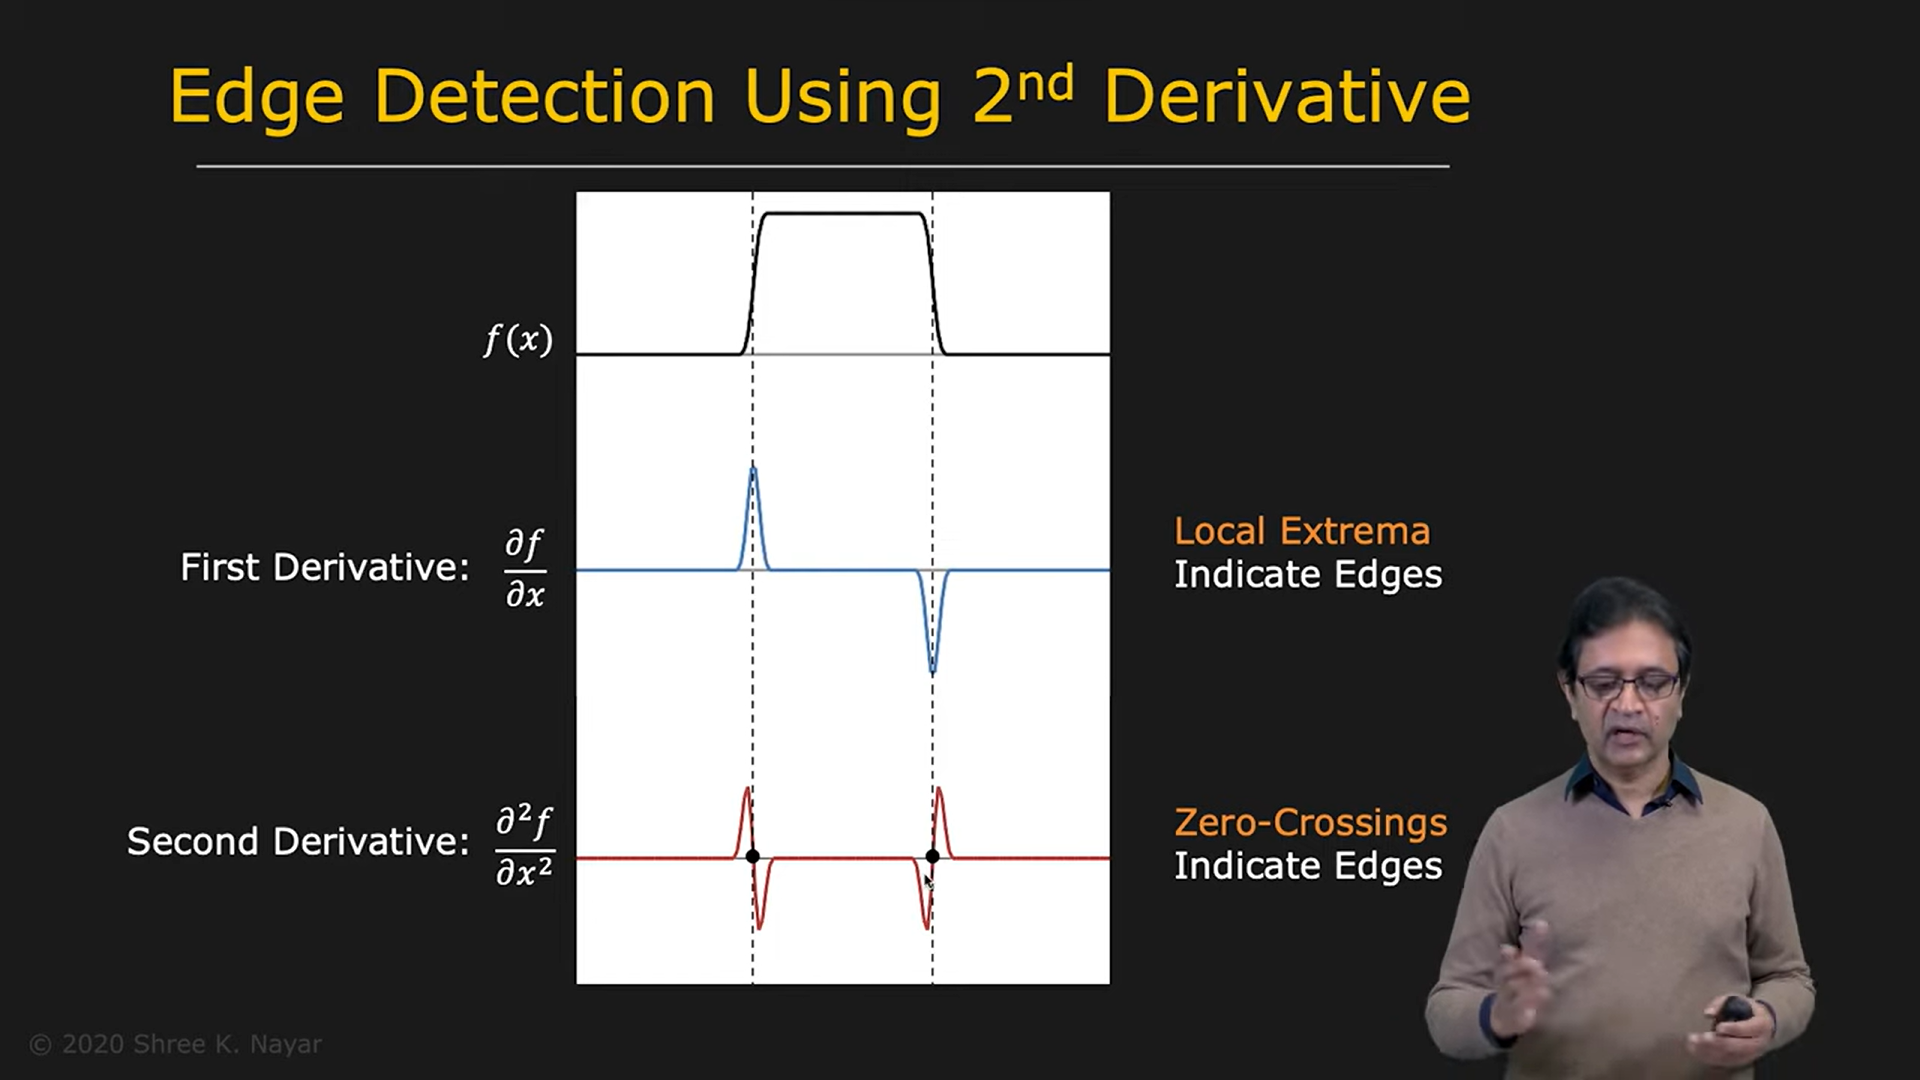 Edge Detection Using 2nd Derivative
f(x)
First Derivative: ∂f/∂x
Local Extrema
Indicate Edges
Second Derivative: ∂²f/∂x²
Zero-Crossings
Indicate Edges
© 2020 Shree K. Nayar